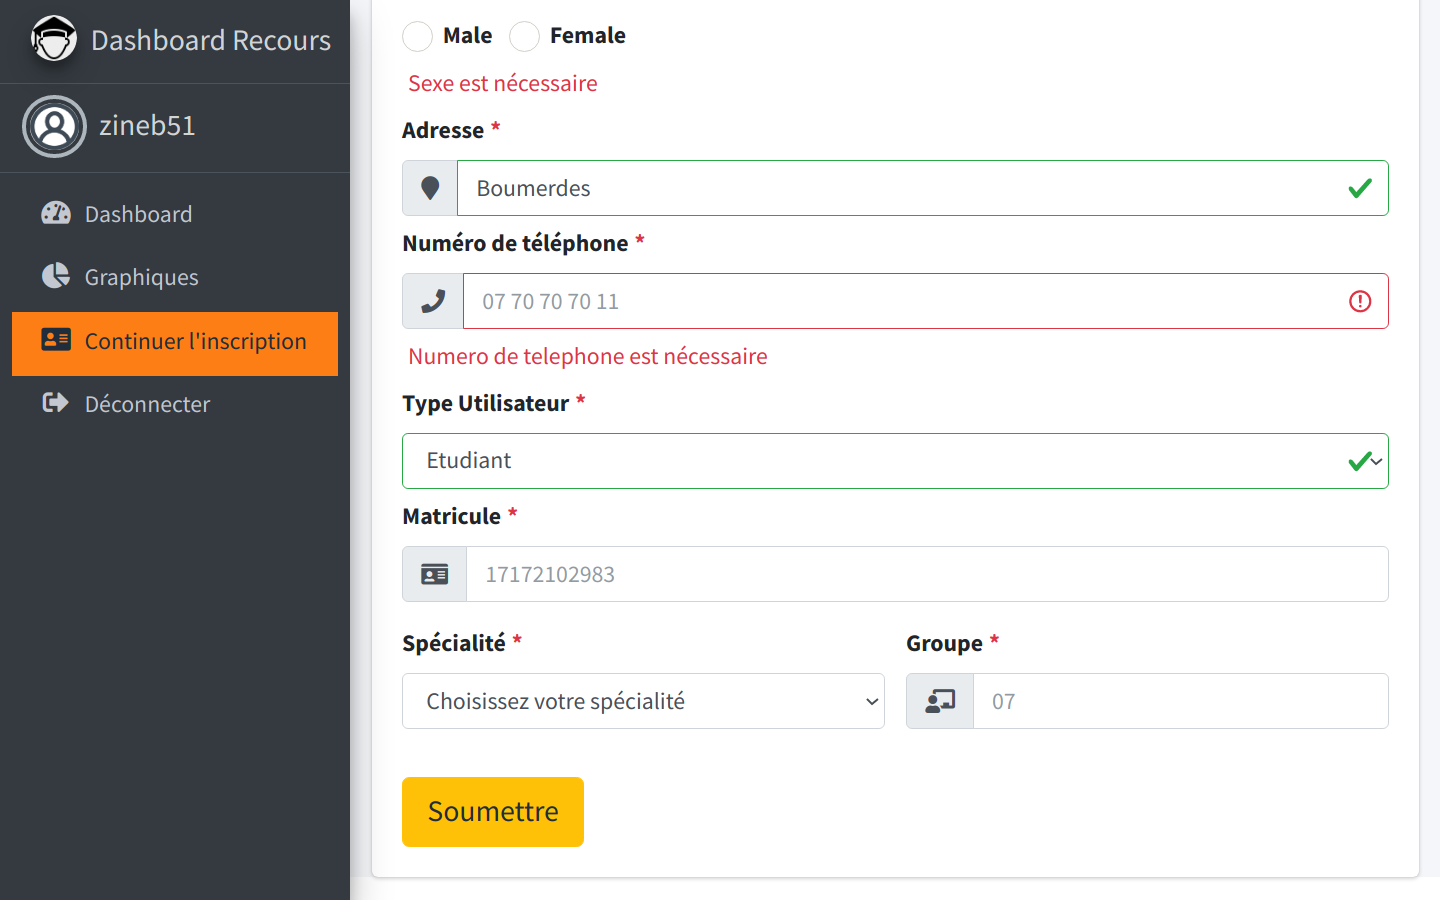 Dashboard Recours
zineb51
Dashboard
Graphiques
Continuer l'inscription
Déconnecter
Male Female
Sexe est nécessaire
Adresse *
Boumerdes
Numéro de téléphone *
07 70 70 70 11
Numero de telephone est nécessaire
Type Utilisateur *
Etudiant
Matricule *
17172102983
Spécialité * Groupe *
Choisissez votre spécialité 07
Soumettre